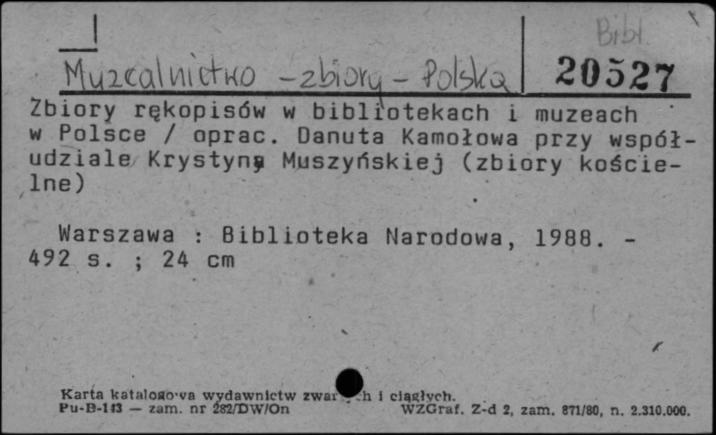 Bibl.
Muzealnictwo - zbiory - Polska
20527
Zbiory rękopisów w bibliotekach i muzeach
w Polsce / oprac. Danuta Kamołowa przy współ-
udziale Krystyny Muszyńskiej (zbiory koście-
lne)
Warszawa : Biblioteka Narodowa, 1988. -
492 s. ; 24 cm
Karta katalogowa wydawnictw zwar h i ciągłych.
Pu-B-113 — zam. nr 282/DW/On WZGraf. Z-d 2, zam. 871/80, n. 2.310.000.